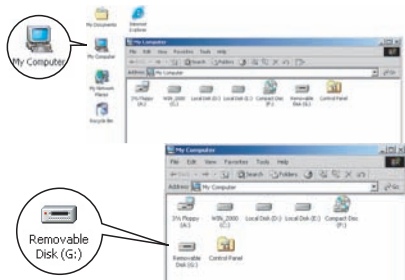 My Documents
Internet
Explorer
My Computer
My Computer
My Network
Places
Recycle Bin
My Computer
File Edit View Favorites Tools Help
Search Folders
Address My Computer
3½ Floppy (A:)
WIN_2000 (C:)
Local Disk (D:)
Local Disk (E:)
Compact Disc (F:)
Removable Disk (G:)
Control Panel
My Computer
File Edit View Favorites Tools Help
Search Folders
Address My Computer
3½ Floppy (A:)
WIN_2000 (C:)
Local Disk (D:)
Local Disk (E:)
Compact Disc (F:)
Removable Disk (G:)
Control Panel
Removable
Disk (G:)